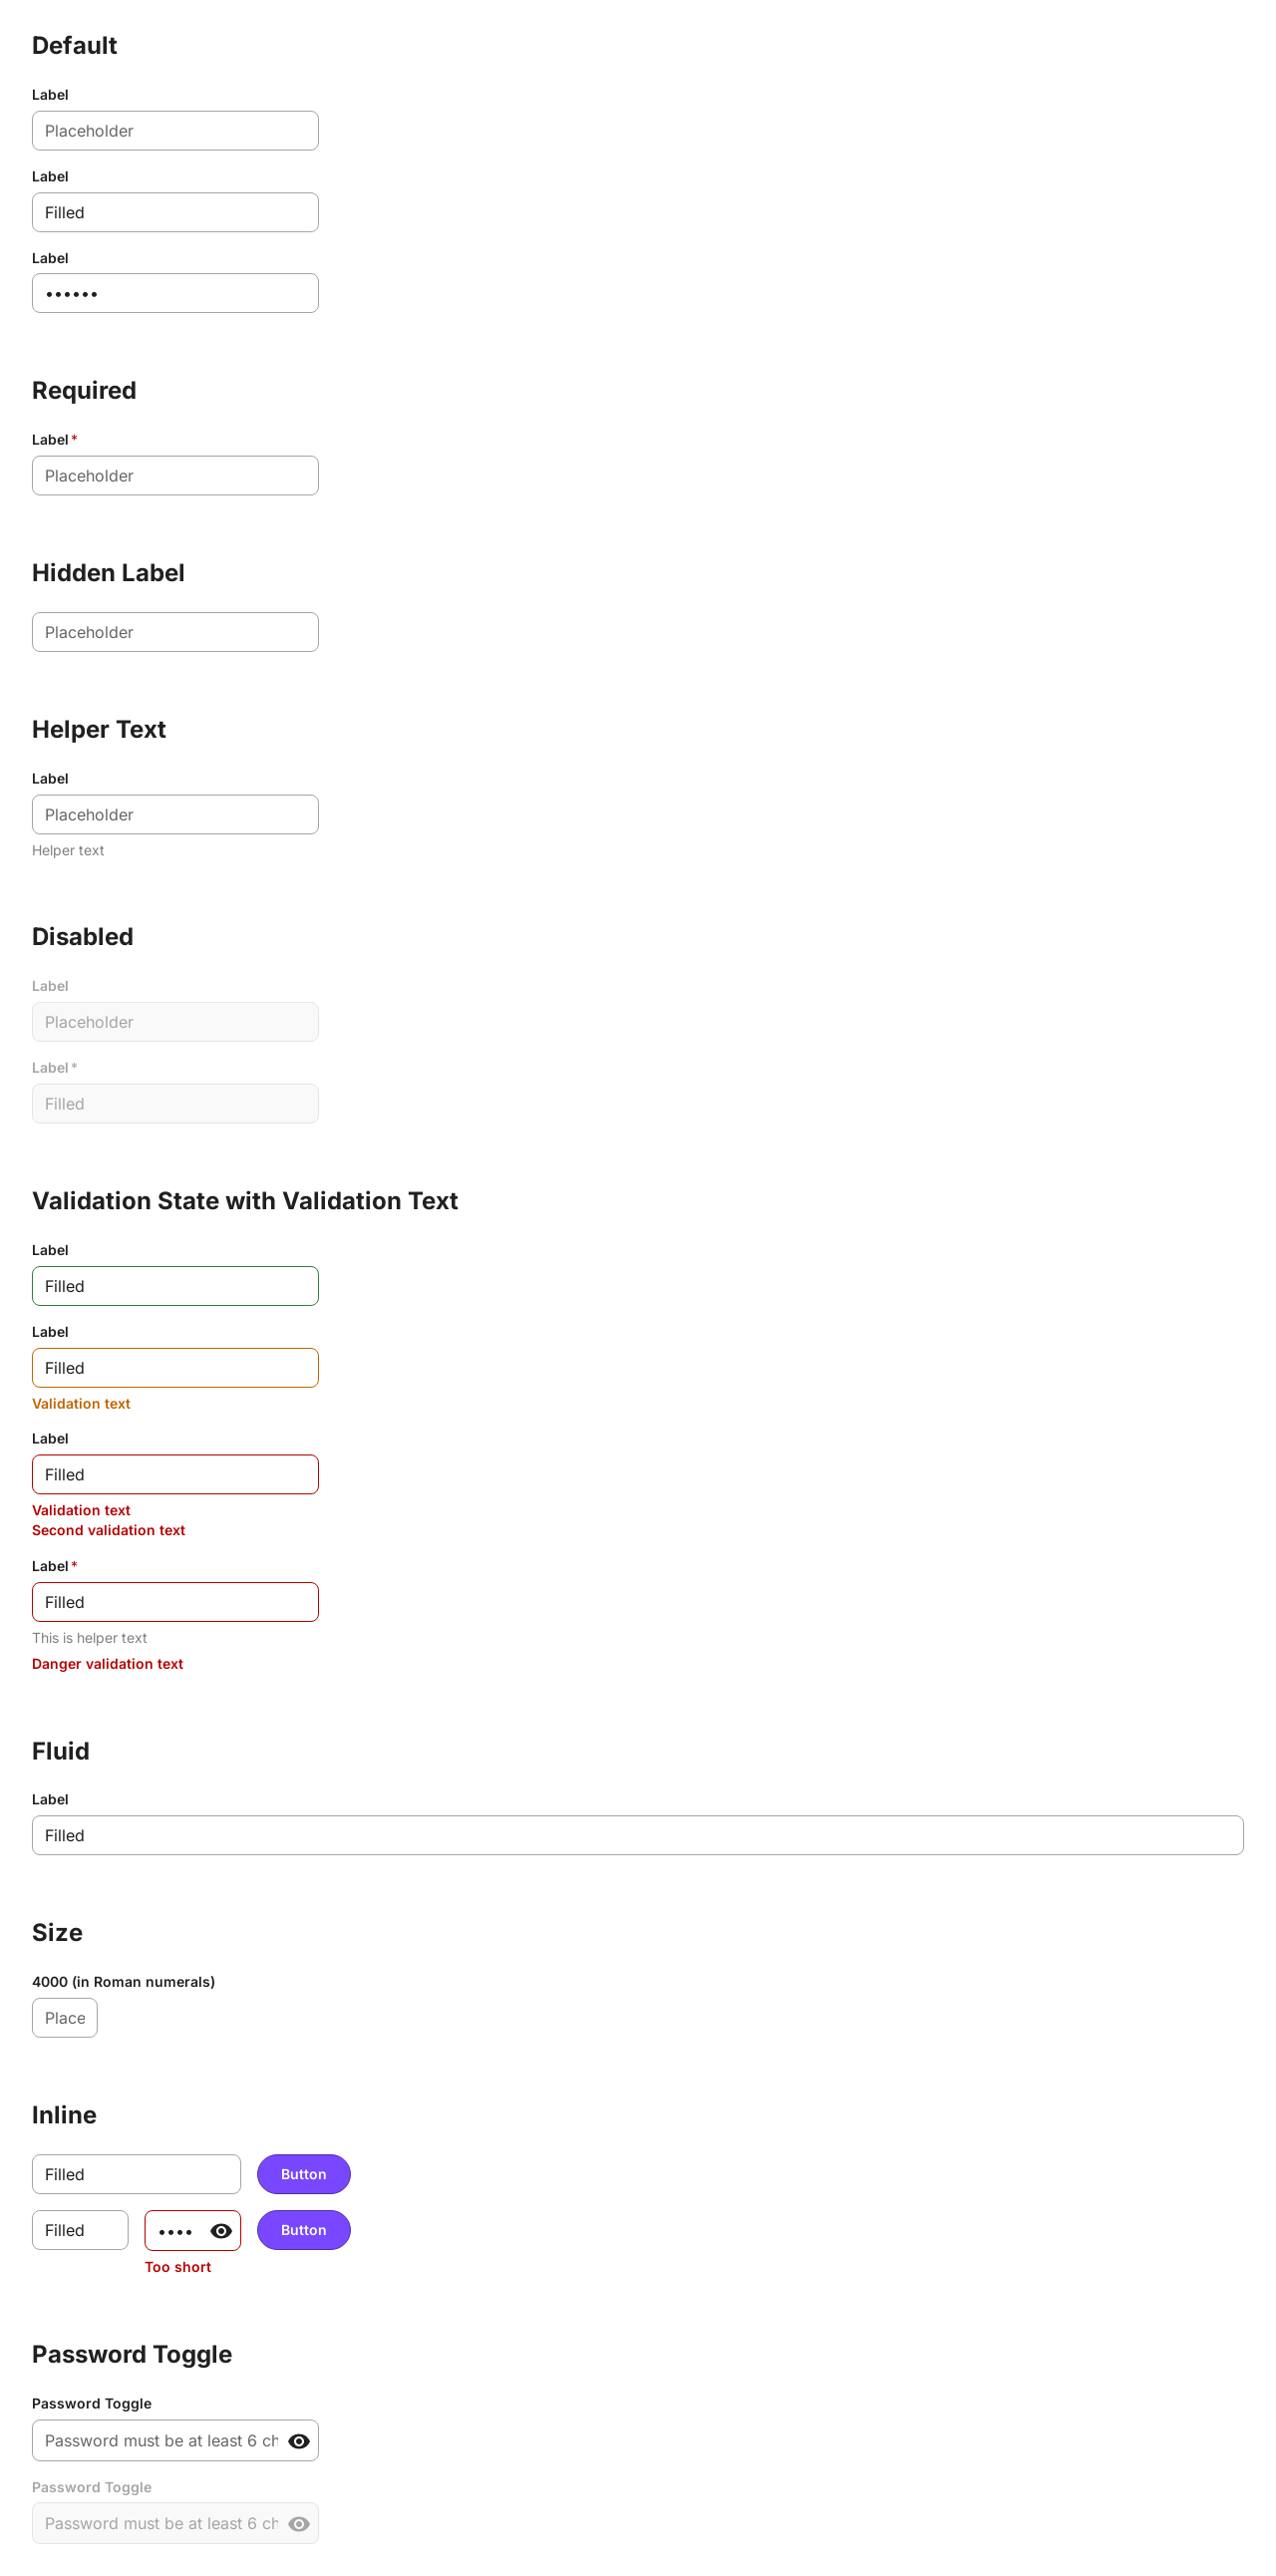 Default
Label
Placeholder
Label
Filled
Label
••••••
Required
Label*
Placeholder
Hidden Label
Placeholder
Helper Text
Label
Placeholder
Helper text
Disabled
Label
Placeholder
Label*
Filled
Validation State with Validation Text
Label
Filled
Label
Filled
Validation text
Label
Filled
Validation text
Second validation text
Label*
Filled
This is helper text
Danger validation text
Fluid
Label
Filled
Size
4000 (in Roman numerals)
Place
Inline
Filled Button
Filled •••• Button
Too short
Password Toggle
Password Toggle
Password must be at least 6 ch
Password Toggle
Password must be at least 6 ch